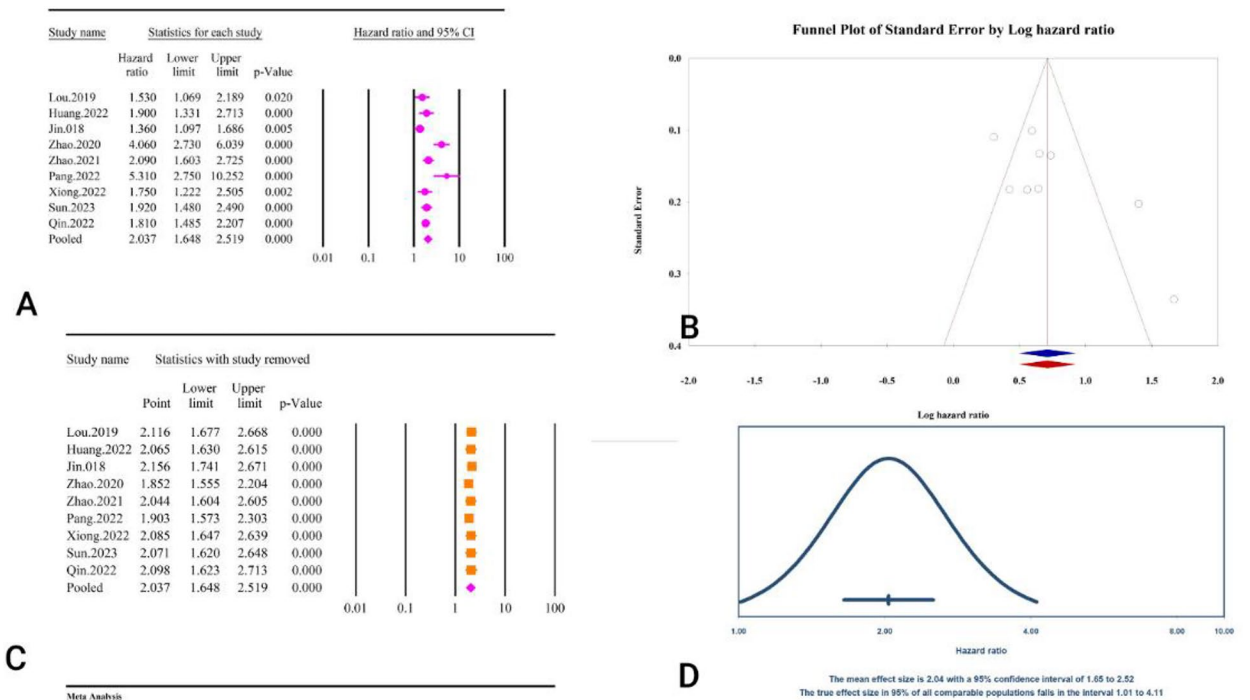 Study name Statistics for each study Hazard ratio and 95% CI
Hazard Lower Upper
ratio limit limit p-Value
Lou.2019 1.530 1.069 2.189 0.020
Huang.2022 1.900 1.331 2.713 0.000
Jin.018 1.360 1.097 1.686 0.005
Zhao.2020 4.060 2.730 6.039 0.000
Zhao.2021 2.090 1.603 2.725 0.000
Pang.2022 5.310 2.750 10.252 0.000
Xiong.2022 1.750 1.222 2.505 0.002
Sun.2023 1.920 1.480 2.490 0.000
Qin.2022 1.810 1.485 2.207 0.000
Pooled 2.037 1.648 2.519 0.000
0.01 0.1 1 10 100
A
Funnel Plot of Standard Error by Log hazard ratio
0.0
0.1
0.2
0.3
0.4
Standard Error
-2.0 -1.5 -1.0 -0.5 0.0 0.5 1.0 1.5 2.0
Log hazard ratio
B
Study name Statistics with study removed
Lower Upper
Point limit limit p-Value
Lou.2019 2.116 1.677 2.668 0.000
Huang.2022 2.065 1.630 2.615 0.000
Jin.018 2.156 1.741 2.671 0.000
Zhao.2020 1.852 1.555 2.204 0.000
Zhao.2021 2.044 1.604 2.605 0.000
Pang.2022 1.903 1.573 2.303 0.000
Xiong.2022 2.085 1.647 2.639 0.000
Sun.2023 2.071 1.620 2.648 0.000
Qin.2022 2.098 1.623 2.713 0.000
Pooled 2.037 1.648 2.519 0.000
0.01 0.1 1 10 100
C
Meta Analysis
1.00 2.00 4.00 8.00 10.00
Hazard ratio
D
The mean effect size is 2.04 with a 95% confidence interval of 1.65 to 2.52
The true effect size in 95% of all comparable populations falls in the interval 1.01 to 4.11